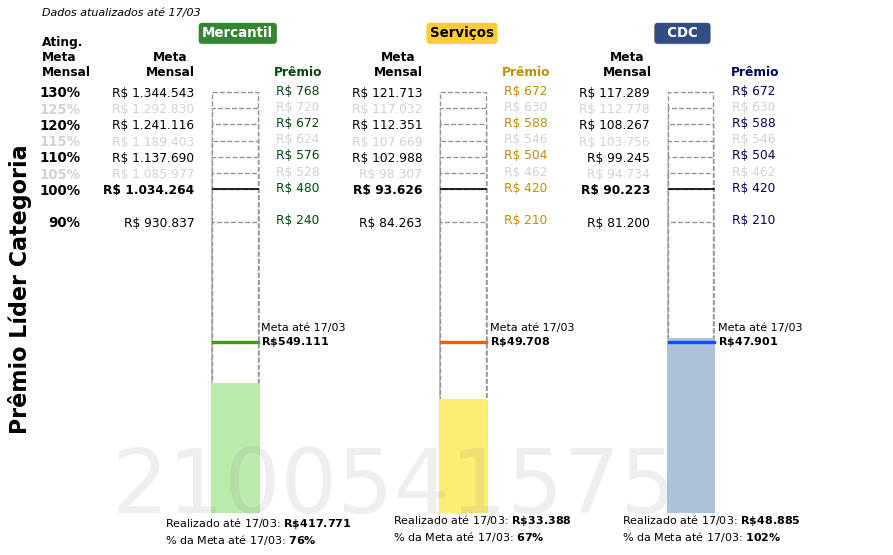 Dados atualizados até 17/03
Mercantil Serviços CDC
Ating.
Meta Meta Meta Meta
Mensal Mensal Prêmio Mensal Prêmio Mensal Prêmio
130% R$ 1.344.543 R$ 768 R$ 121.713 R$ 672 R$ 117.289 R$ 672
125% R$ 1.292.830 R$ 720 R$ 117.032 R$ 630 R$ 112.778 R$ 630
120% R$ 1.241.116 R$ 672 R$ 112.351 R$ 588 R$ 108.267 R$ 588
115% R$ 1.189.403 R$ 624 R$ 107.669 R$ 546 R$ 103.756 R$ 546
110% R$ 1.137.690 R$ 576 R$ 102.988 R$ 504 R$ 99.245 R$ 504
105% R$ 1.085.977 R$ 528 R$ 98.307 R$ 462 R$ 94.734 R$ 462
100% R$ 1.034.264 R$ 480 R$ 93.626 R$ 420 R$ 90.223 R$ 420
90% R$ 930.837 R$ 240 R$ 84.263 R$ 210 R$ 81.200 R$ 210
Prêmio Líder Categoria
Meta até 17/03 Meta até 17/03 Meta até 17/03
R$549.111 R$49.708 R$47.901
2100541575
Realizado até 17/03: R$417.771 Realizado até 17/03: R$33.388 Realizado até 17/03: R$48.885
% da Meta até 17/03: 76% % da Meta até 17/03: 67% % da Meta até 17/03: 102%